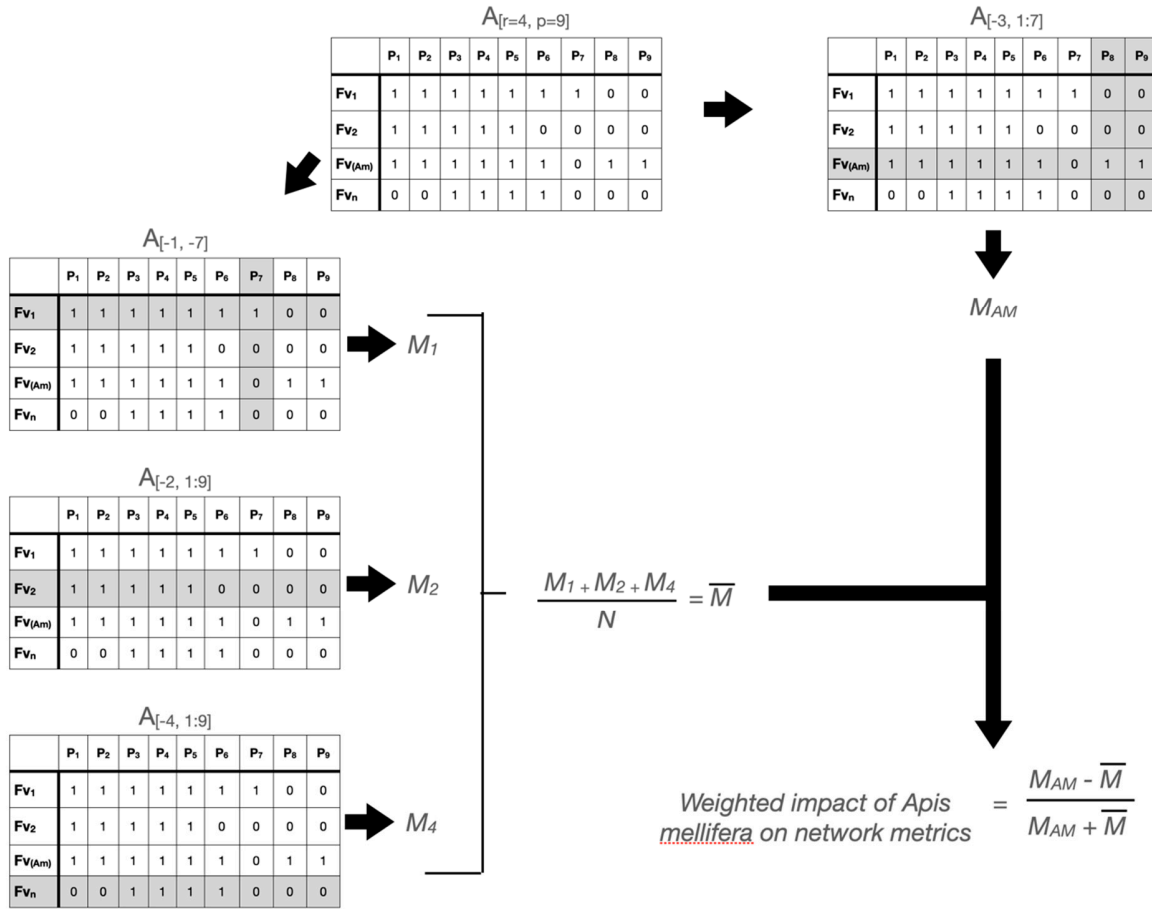 A[r=4, p=9]
P1 P2 P3 P4 P5 P6 P7 P8 P9
Fv1 1 1 1 1 1 1 1 0 0
Fv2 1 1 1 1 1 0 0 0 0
Fv(Am) 1 1 1 1 1 1 0 1 1
Fvn 0 0 1 1 1 1 0 0 0
A[-3, 1:7]
P1 P2 P3 P4 P5 P6 P7 P8 P9
Fv1 1 1 1 1 1 1 1 0 0
Fv2 1 1 1 1 1 0 0 0 0
Fv(Am) 1 1 1 1 1 1 0 1 1
Fvn 0 0 1 1 1 1 0 0 0
A[-1, -7]
P1 P2 P3 P4 P5 P6 P7 P8 P9
Fv1 1 1 1 1 1 1 1 0 0
Fv2 1 1 1 1 1 0 0 0 0
Fv(Am) 1 1 1 1 1 1 0 1 1
Fvn 0 0 1 1 1 1 0 0 0
M1
MAM
A[-2, 1:9]
P1 P2 P3 P4 P5 P6 P7 P8 P9
Fv1 1 1 1 1 1 1 1 0 0
Fv2 1 1 1 1 1 0 0 0 0
Fv(Am) 1 1 1 1 1 1 0 1 1
Fvn 0 0 1 1 1 1 0 0 0
M2
M1 + M2 + M4
N
= M̅
A[-4, 1:9]
P1 P2 P3 P4 P5 P6 P7 P8 P9
Fv1 1 1 1 1 1 1 1 0 0
Fv2 1 1 1 1 1 0 0 0 0
Fv(Am) 1 1 1 1 1 1 0 1 1
Fvn 0 0 1 1 1 1 0 0 0
M4
Weighted impact of Apis
mellifera on network metrics
=
MAM - M̅
MAM + M̅